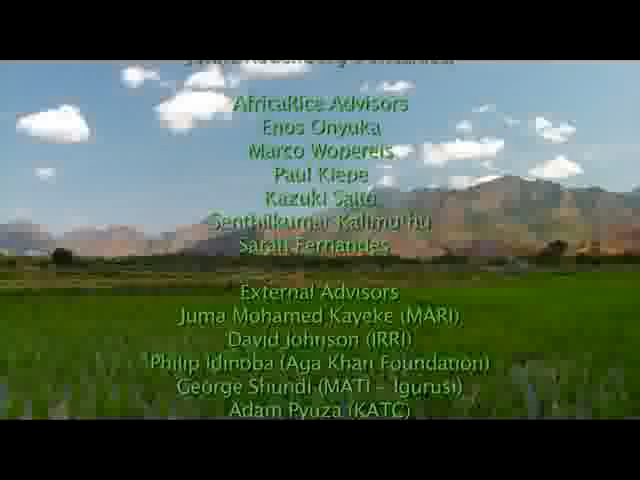 AfricaRice Advisors
Enos Onyuka
Marco Wopereis
Paul Kiepe
Kazuki Saito
Senthilkumar Kalimuthu
Sarah Fernandes
External Advisors
Juma Mohamed Kayeke (MARI)
David Johnson (IRRI)
Philip Idinoba (Aga Khan Foundation)
George Shundi (MATI - Igurusi)
Adam Pyuza (KATC)